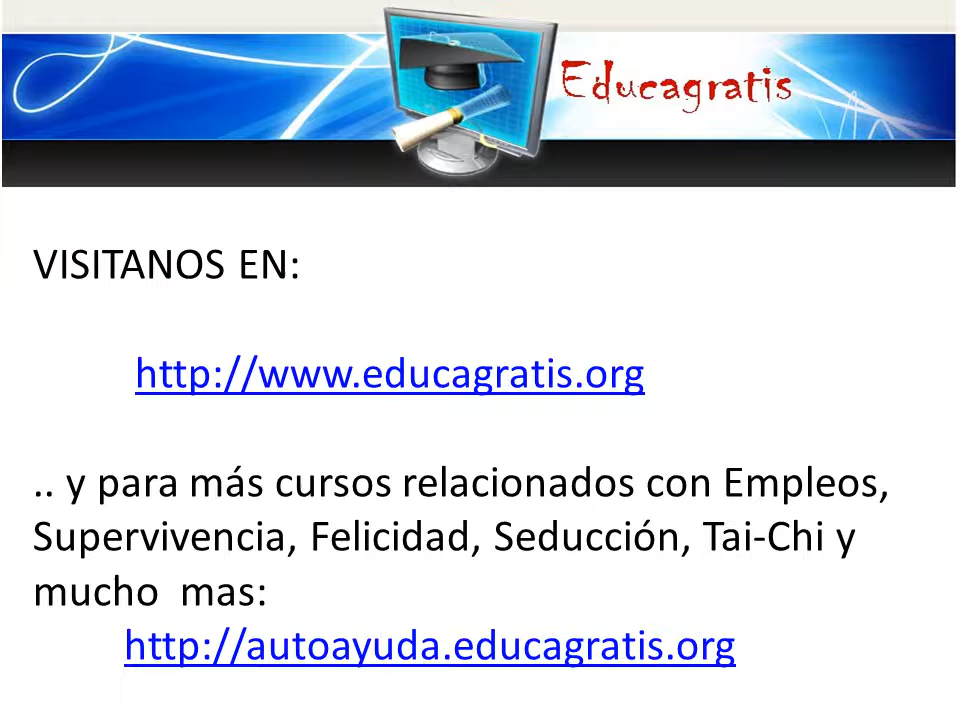 Educagratis
VISITANOS EN:
http://www.educagratis.org
.. y para más cursos relacionados con Empleos,
Supervivencia, Felicidad, Seducción, Tai-Chi y
mucho  mas:
http://autoayuda.educagratis.org